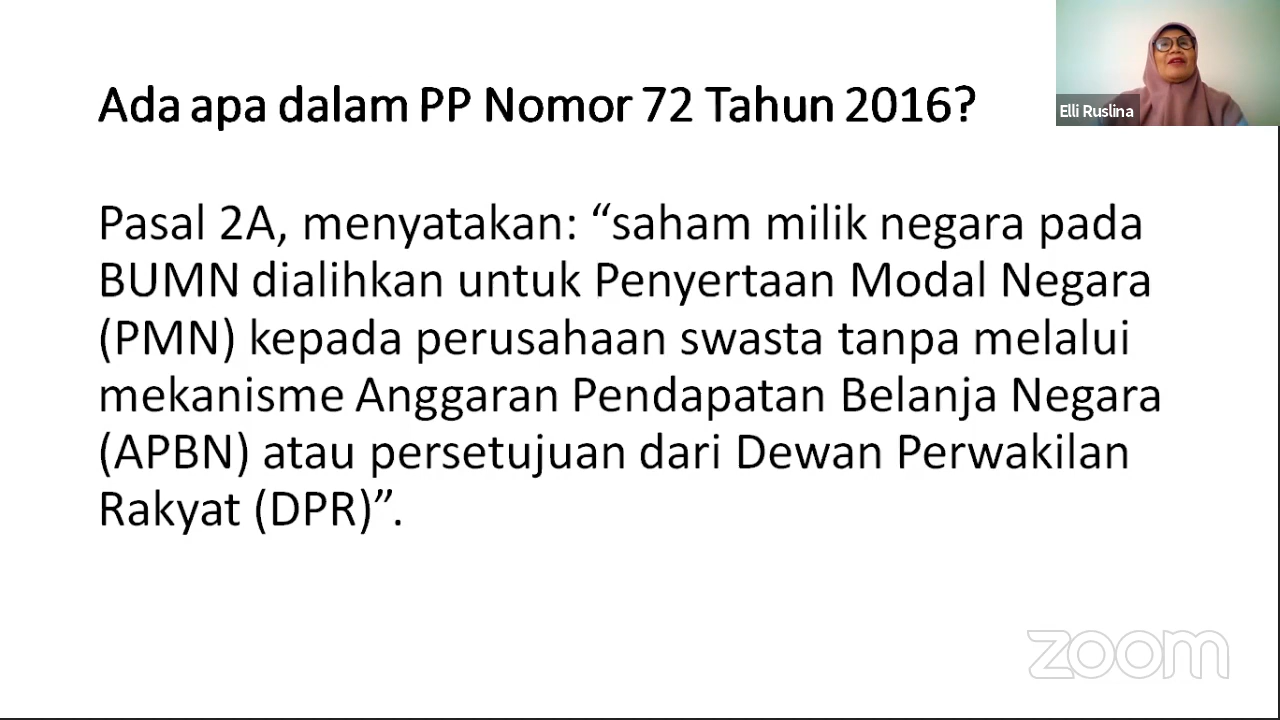 Ada apa dalam PP Nomor 72 Tahun 2016?
Elli Ruslina
Pasal 2A, menyatakan: “saham milik negara pada
BUMN dialihkan untuk Penyertaan Modal Negara
(PMN) kepada perusahaan swasta tanpa melalui
mekanisme Anggaran Pendapatan Belanja Negara
(APBN) atau persetujuan dari Dewan Perwakilan
Rakyat (DPR)”.
zoom